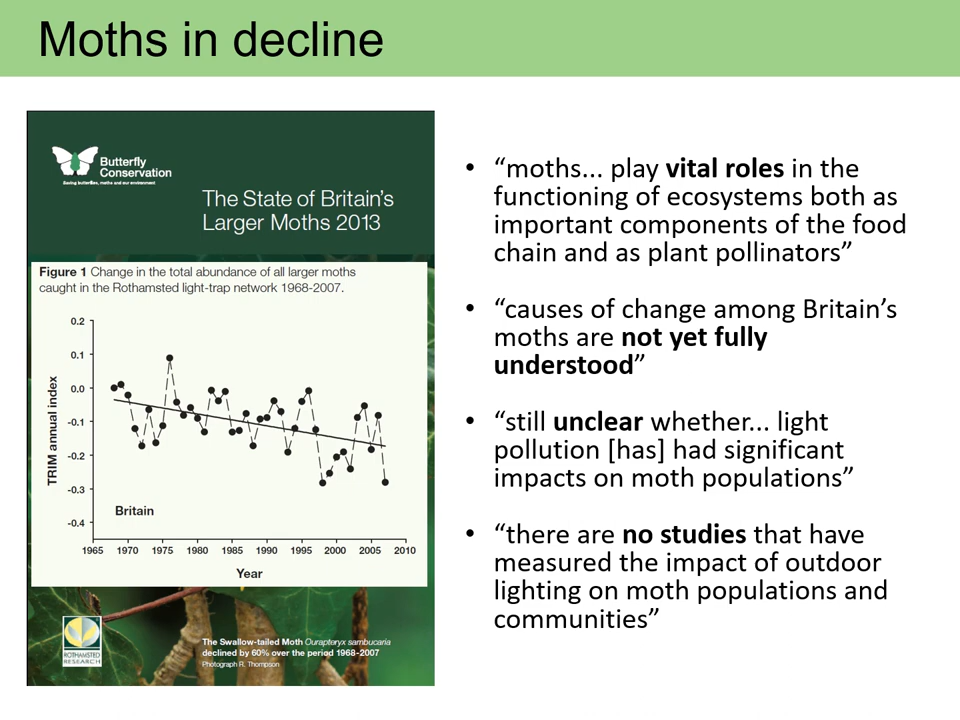 Moths in decline
Butterfly
Conservation
Saving butterflies, moths and our environment
The State of Britain's
Larger Moths 2013
Figure 1 Change in the total abundance of all larger moths
caught in the Rothamsted light-trap network 1968-2007.
0.2
0.1
0.0
-0.1
-0.2
-0.3
-0.4
TRIM annual index
Britain
1965 1970 1975 1980 1985 1990 1995 2000 2005 2010
Year
ROTHAMSTED
RESEARCH
The Swallow-tailed Moth Ourapteryx sambucaria
declined by 60% over the period 1968-2007
Photograph R. Thompson
• “moths... play vital roles in the
functioning of ecosystems both as
important components of the food
chain and as plant pollinators”
• “causes of change among Britain’s
moths are not yet fully
understood”
• “still unclear whether... light
pollution [has] had significant
impacts on moth populations”
• “there are no studies that have
measured the impact of outdoor
lighting on moth populations and
communities”